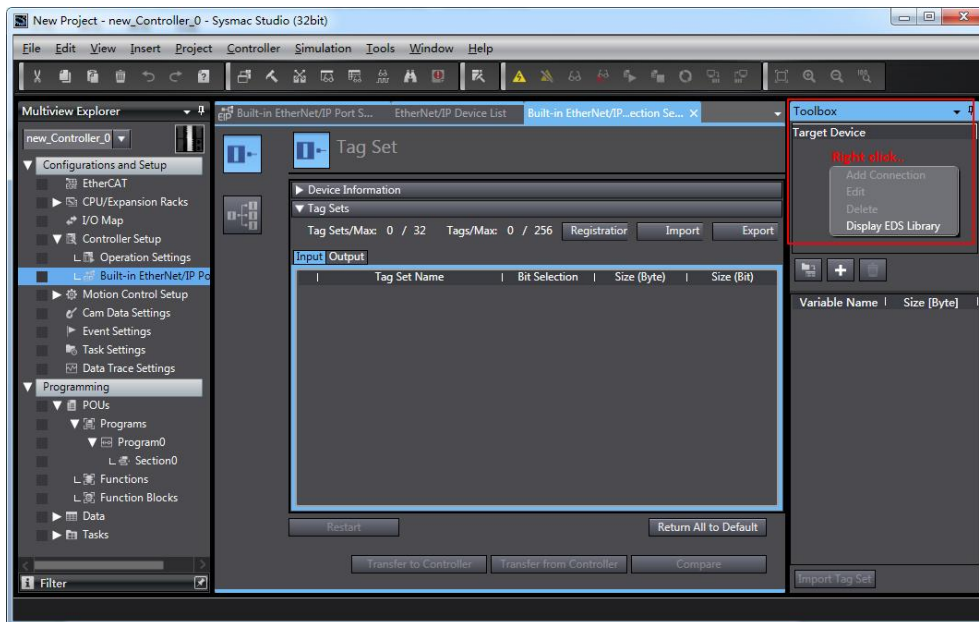 New Project - new_Controller_0 - Sysmac Studio (32bit)
File Edit View Insert Project Controller Simulation Tools Window Help
Multiview Explorer
new_Controller_0
Configurations and Setup
EtherCAT
CPU/Expansion Racks
I/O Map
Controller Setup
Operation Settings
Built-in EtherNet/IP Po
Motion Control Setup
Cam Data Settings
Event Settings
Task Settings
Data Trace Settings
Programming
POUs
Programs
Program0
Section0
Functions
Function Blocks
Data
Tasks
Filter
Built-in EtherNet/IP Port S... EtherNet/IP Device List Built-in EtherNet/IP...ection Se...
Tag Set
Device Information
Tag Sets
Tag Sets/Max: 0 / 32 Tags/Max: 0 / 256 Registration Import Export
Input Output
Tag Set Name Bit Selection Size (Byte) Size (Bit)
Restart Return All to Default
Transfer to Controller Transfer from Controller Compare
Toolbox
Target Device
Right click..
Add Connection
Edit
Delete
Display EDS Library
Variable Name Size [Byte]
Import Tag Set